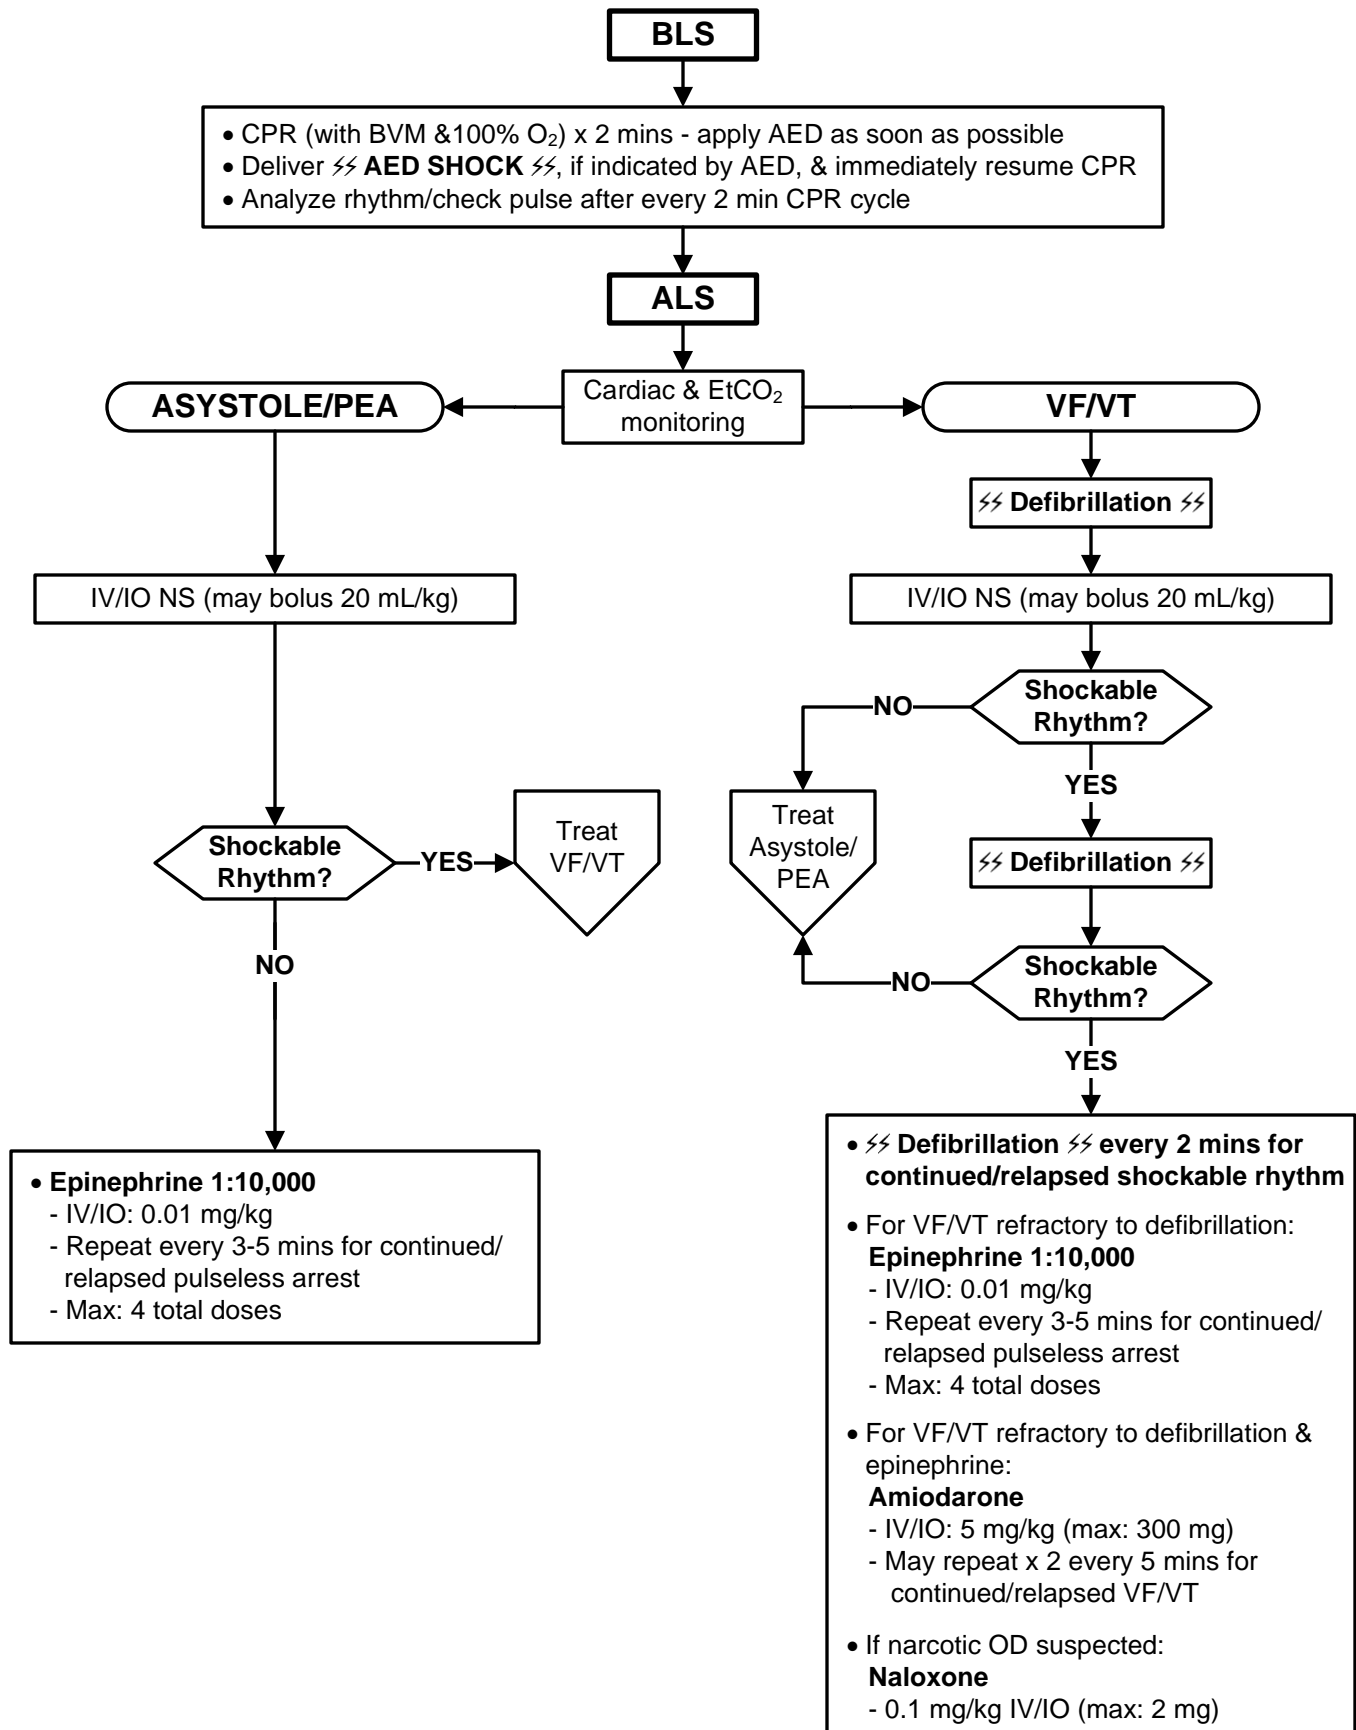 BLS
• CPR (with BVM &100% O₂) x 2 mins - apply AED as soon as possible
• Deliver ⚡⚡ AED SHOCK ⚡⚡, if indicated by AED, & immediately resume CPR
• Analyze rhythm/check pulse after every 2 min CPR cycle
ALS
Cardiac & EtCO₂
monitoring
ASYSTOLE/PEA
IV/IO NS (may bolus 20 mL/kg)
Shockable
Rhythm?
YES
Treat
VF/VT
NO
• Epinephrine 1:10,000
- IV/IO: 0.01 mg/kg
- Repeat every 3-5 mins for continued/
relapsed pulseless arrest
- Max: 4 total doses
VF/VT
⚡⚡ Defibrillation ⚡⚡
IV/IO NS (may bolus 20 mL/kg)
Shockable
Rhythm?
NO
Treat
Asystole/
PEA
YES
⚡⚡ Defibrillation ⚡⚡
Shockable
Rhythm?
NO
YES
• ⚡⚡ Defibrillation ⚡⚡ every 2 mins for
continued/relapsed shockable rhythm
• For VF/VT refractory to defibrillation:
Epinephrine 1:10,000
- IV/IO: 0.01 mg/kg
- Repeat every 3-5 mins for continued/
relapsed pulseless arrest
- Max: 4 total doses
• For VF/VT refractory to defibrillation &
epinephrine:
Amiodarone
- IV/IO: 5 mg/kg (max: 300 mg)
- May repeat x 2 every 5 mins for
continued/relapsed VF/VT
• If narcotic OD suspected:
Naloxone
- 0.1 mg/kg IV/IO (max: 2 mg)